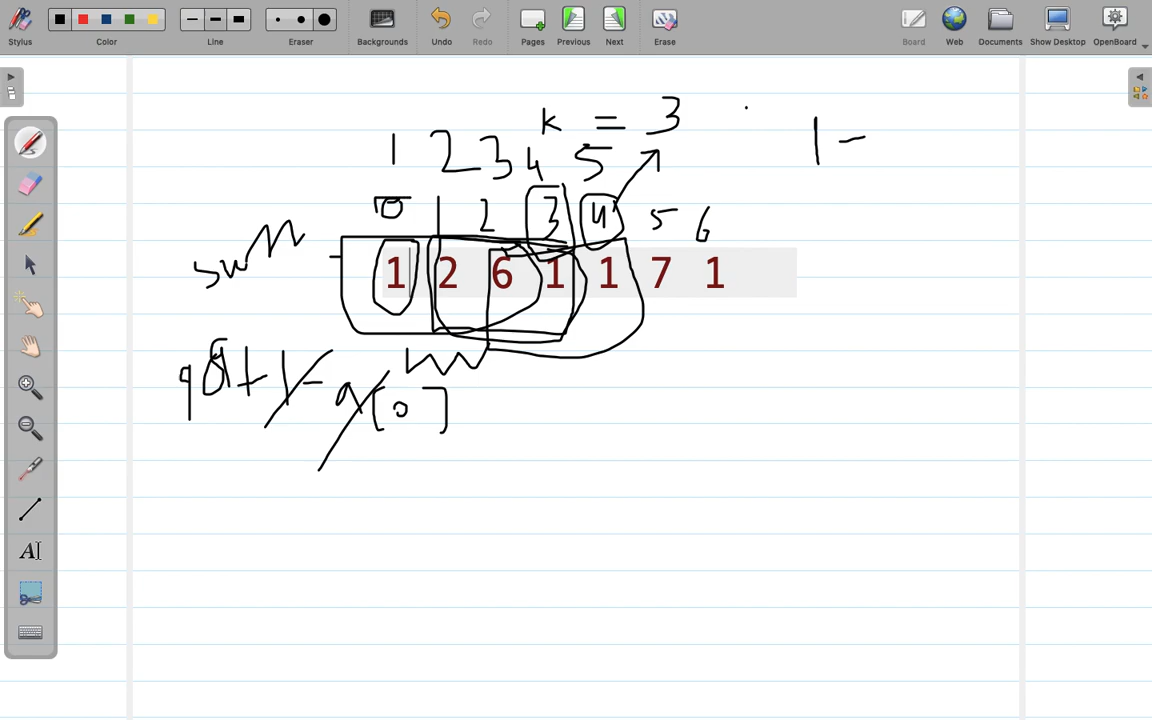 Stylus Color Line Eraser Backgrounds Undo Redo Pages Previous Next Erase Board Web Documents Show Desktop OpenBoard
k = 3 1 -
1 2 3 4 5
0 1 2 3 4 5 6
1 2 6 1 1 7 1
[0]